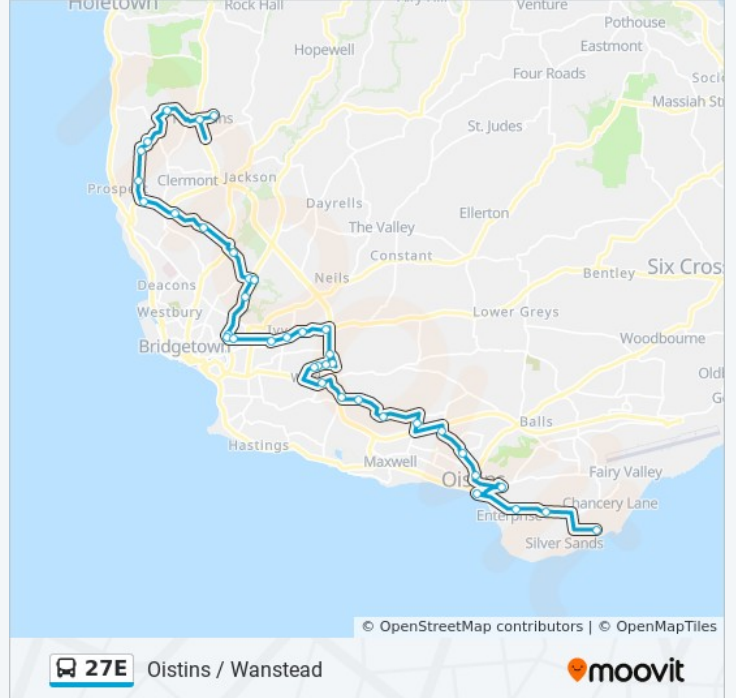 Holetown
Rock Hall
Venture
Pothouse
Hopewell
Eastmont
Four Roads
Massiah St
St. Judes
Prospe
Clermont
Jackson
Dayrells
Ellerton
The Valley
Constant
Six Cros
Neils
Bentley
Deacons
Westbury
Lower Greys
Bridgetown
Woodbourne
Balls
Hastings
Maxwell
Fairy Valley
Chancery Lane
Enterprise
Silver Sands
© OpenStreetMap contributors | © OpenMapTiles
27E Oistins / Wanstead
moovit